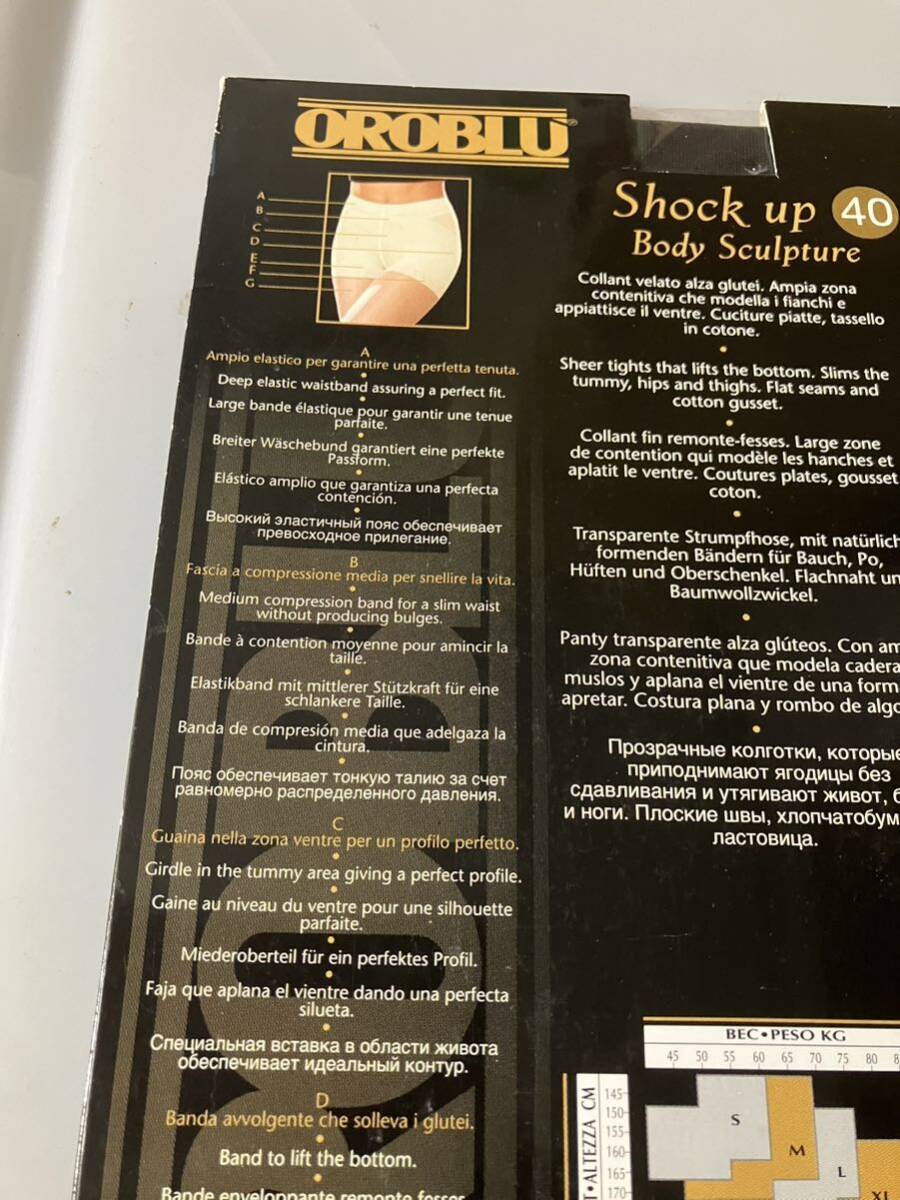 OROBLU®
A
B
C
D
E
F
G
A
Ampio elastico per garantire una perfetta tenuta.
Deep elastic waistband assuring a perfect fit.
Large bande élastique pour garantir une tenue
parfaite.
Breiter Wäschebund garantiert eine perfekte
Passform.
Elástico amplio que garantiza una perfecta
contención.
Высокий эластичный пояс обеспечивает
превосходное прилегание.
B
Fascia a compressione media per snellire la vita.
Medium compression band for a slim waist
without producing bulges.
Bande à contention moyenne pour amincir la
taille.
Elastikband mit mittlerer Stützkraft für eine
schlankere Taille.
Banda de compresión media que adelgaza la
cintura.
Пояс обеспечивает тонкую талию за счет
равномерно распределенного давления.
C
Guaina nella zona ventre per un profilo perfetto.
Girdle in the tummy area giving a perfect profile.
Gaine au niveau du ventre pour une silhouette
parfaite.
Miederoberteil für ein perfektes Profil.
Faja que aplana el vientre dando una perfecta
silueta.
Специальная вставка в области живота
обеспечивает идеальный контур.
D
Banda avvolgente che solleva i glutei.
Band to lift the bottom.
Bande enveloppante remonte
Shock up 40
Body Sculpture
Collant velato alza glutei. Ampia zona
contenitiva che modella i fianchi e
appiattisce il ventre. Cuciture piatte, tassello
in cotone.
Sheer tights that lifts the bottom. Slims the
tummy, hips and thighs. Flat seams and
cotton gusset.
Collant fin remonte-fesses. Large zone
de contention qui modèle les hanches et
aplatit le ventre. Coutures plates, gousset
coton.
Transparente Strumpfhose, mit natürlich
formenden Bändern für Bauch, Po,
Hüften und Oberschenkel. Flachnaht un
Baumwollzwickel.
Panty transparente alza glúteos. Con am
zona contenitiva que modela cadera
muslos y aplana el vientre de una form
apretar. Costura plana y rombo de algo
Прозрачные колготки, которые
приподнимают ягодицы без
сдавливания и утягивают живот, б
и ноги. Плоские швы, хлопчатобум
ластовица.
ВЕС•PESO KG
45 50 55 60 65 70 75 80 8
T•ALTEZZA CM
145
150
155
160
165
170
S
M
L
XL